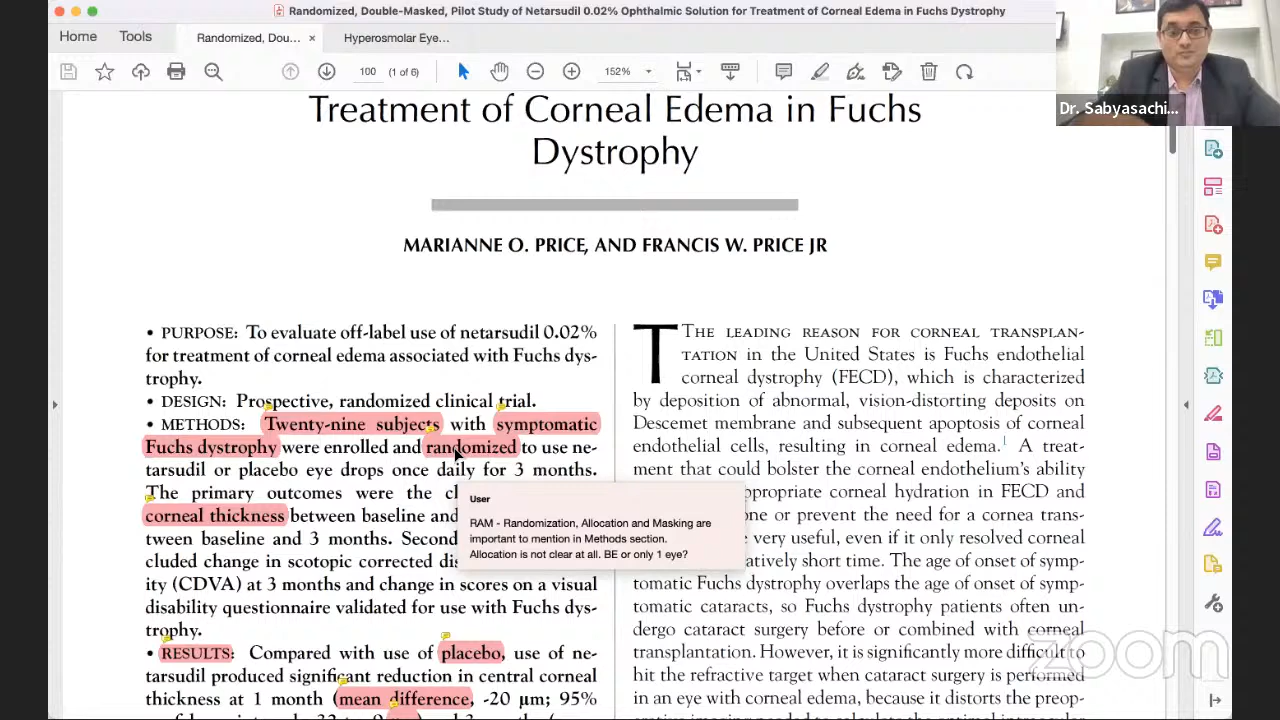 Randomized, Double-Masked, Pilot Study of Netarsudil 0.02% Ophthalmic Solution for Treatment of Corneal Edema in Fuchs Dystrophy
Home
Tools
Randomized, Dou...
Hyperosmolar Eye...
100
(1 of 6)
152%
Dr. Sabyasachi...
Treatment of Corneal Edema in Fuchs
Dystrophy
MARIANNE O. PRICE, AND FRANCIS W. PRICE JR
• PURPOSE: To evaluate off-label use of netarsudil 0.02%
for treatment of corneal edema associated with Fuchs dys-
trophy.
• DESIGN: Prospective, randomized clinical trial.
• METHODS: Twenty-nine subjects with symptomatic
Fuchs dystrophy were enrolled and randomized to use ne-
tarsudil or placebo eye drops once daily for 3 months.
The primary outcomes were the
corneal thickness between baseline and
tween baseline and 3 months. Second
cluded change in scotopic corrected
ity (CDVA) at 3 months and change in scores on a visual
disability questionnaire validated for use with Fuchs dys-
trophy.
• RESULTS: Compared with use of placebo, use of ne-
tarsudil produced significant reduction in central corneal
thickness at 1 month (mean difference, -20 μm; 95%
User
RAM - Randomization, Allocation and Masking are
important to mention in Methods section.
Allocation is not clear at all. BE or only 1 eye?
THE LEADING REASON FOR CORNEAL TRANSPLAN-
TATION in the United States is Fuchs endothelial
corneal dystrophy (FECD), which is characterized
by deposition of abnormal, vision-distorting deposits on
Descemet membrane and subsequent apoptosis of corneal
endothelial cells, resulting in corneal edema.1 A treat-
ment that could bolster the corneal endothelium's ability
ppropriate corneal hydration in FECD and
one or prevent the need for a cornea trans-
very useful, even if it only resolved corneal
atively short time. The age of onset of symp-
tomatic Fuchs dystrophy overlaps the age of onset of symp-
tomatic cataracts, so Fuchs dystrophy patients often un-
dergo cataract surgery before or combined with corneal
transplantation. However, it is significantly more difficult to
hit the refractive target when cataract surgery is performed
in an eye with corneal edema, because it distorts the preop-
zoom